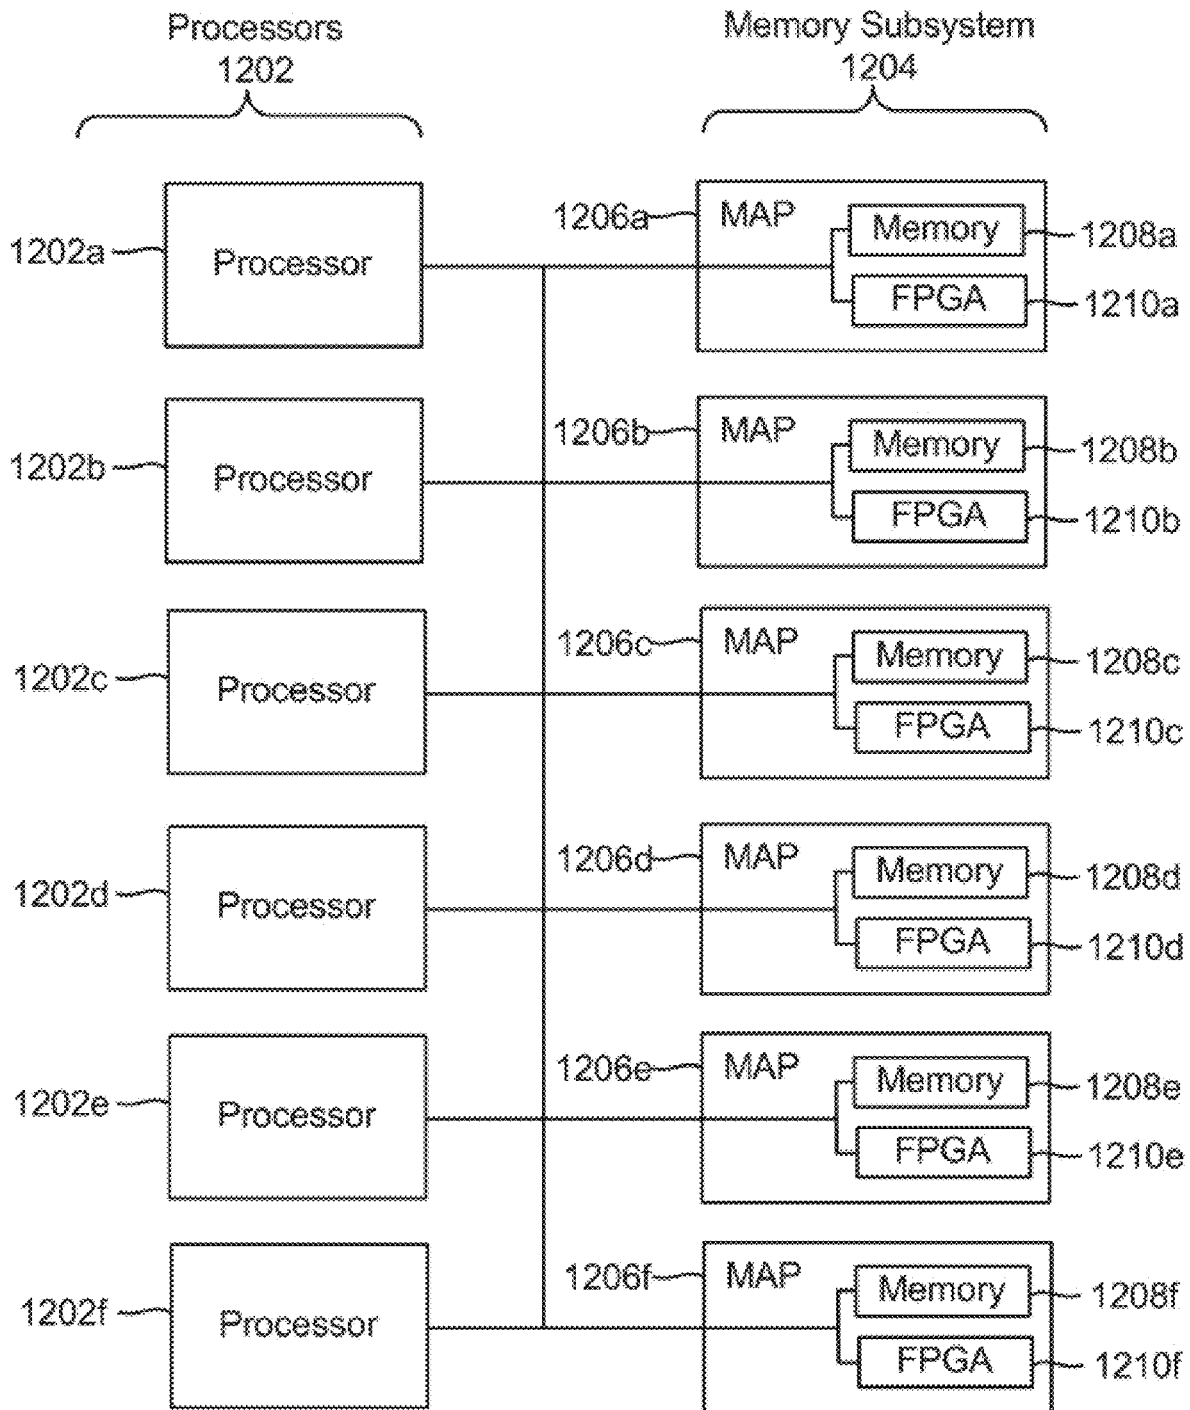 Processors
1202
Memory Subsystem
1204
1202a
Processor
1206a
MAP
Memory
1208a
FPGA
1210a
1202b
Processor
1206b
MAP
Memory
1208b
FPGA
1210b
1202c
Processor
1206c
MAP
Memory
1208c
FPGA
1210c
1202d
Processor
1206d
MAP
Memory
1208d
FPGA
1210d
1202e
Processor
1206e
MAP
Memory
1208e
FPGA
1210e
1202f
Processor
1206f
MAP
Memory
1208f
FPGA
1210f